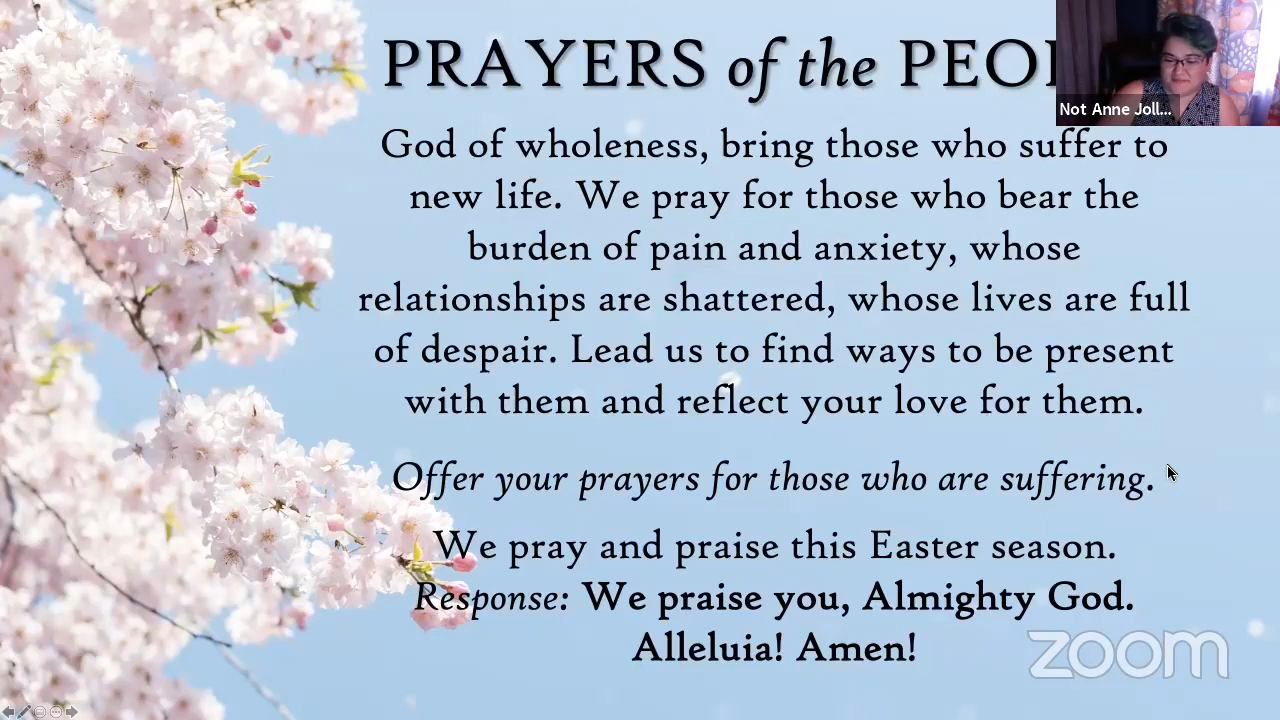 PRAYERS of the PEOP
Not Anne Joll...
God of wholeness, bring those who suffer to
new life. We pray for those who bear the
burden of pain and anxiety, whose
relationships are shattered, whose lives are full
of despair. Lead us to find ways to be present
with them and reflect your love for them.
Offer your prayers for those who are suffering.
We pray and praise this Easter season.
Response: We praise you, Almighty God.
Alleluia! Amen!
zoom